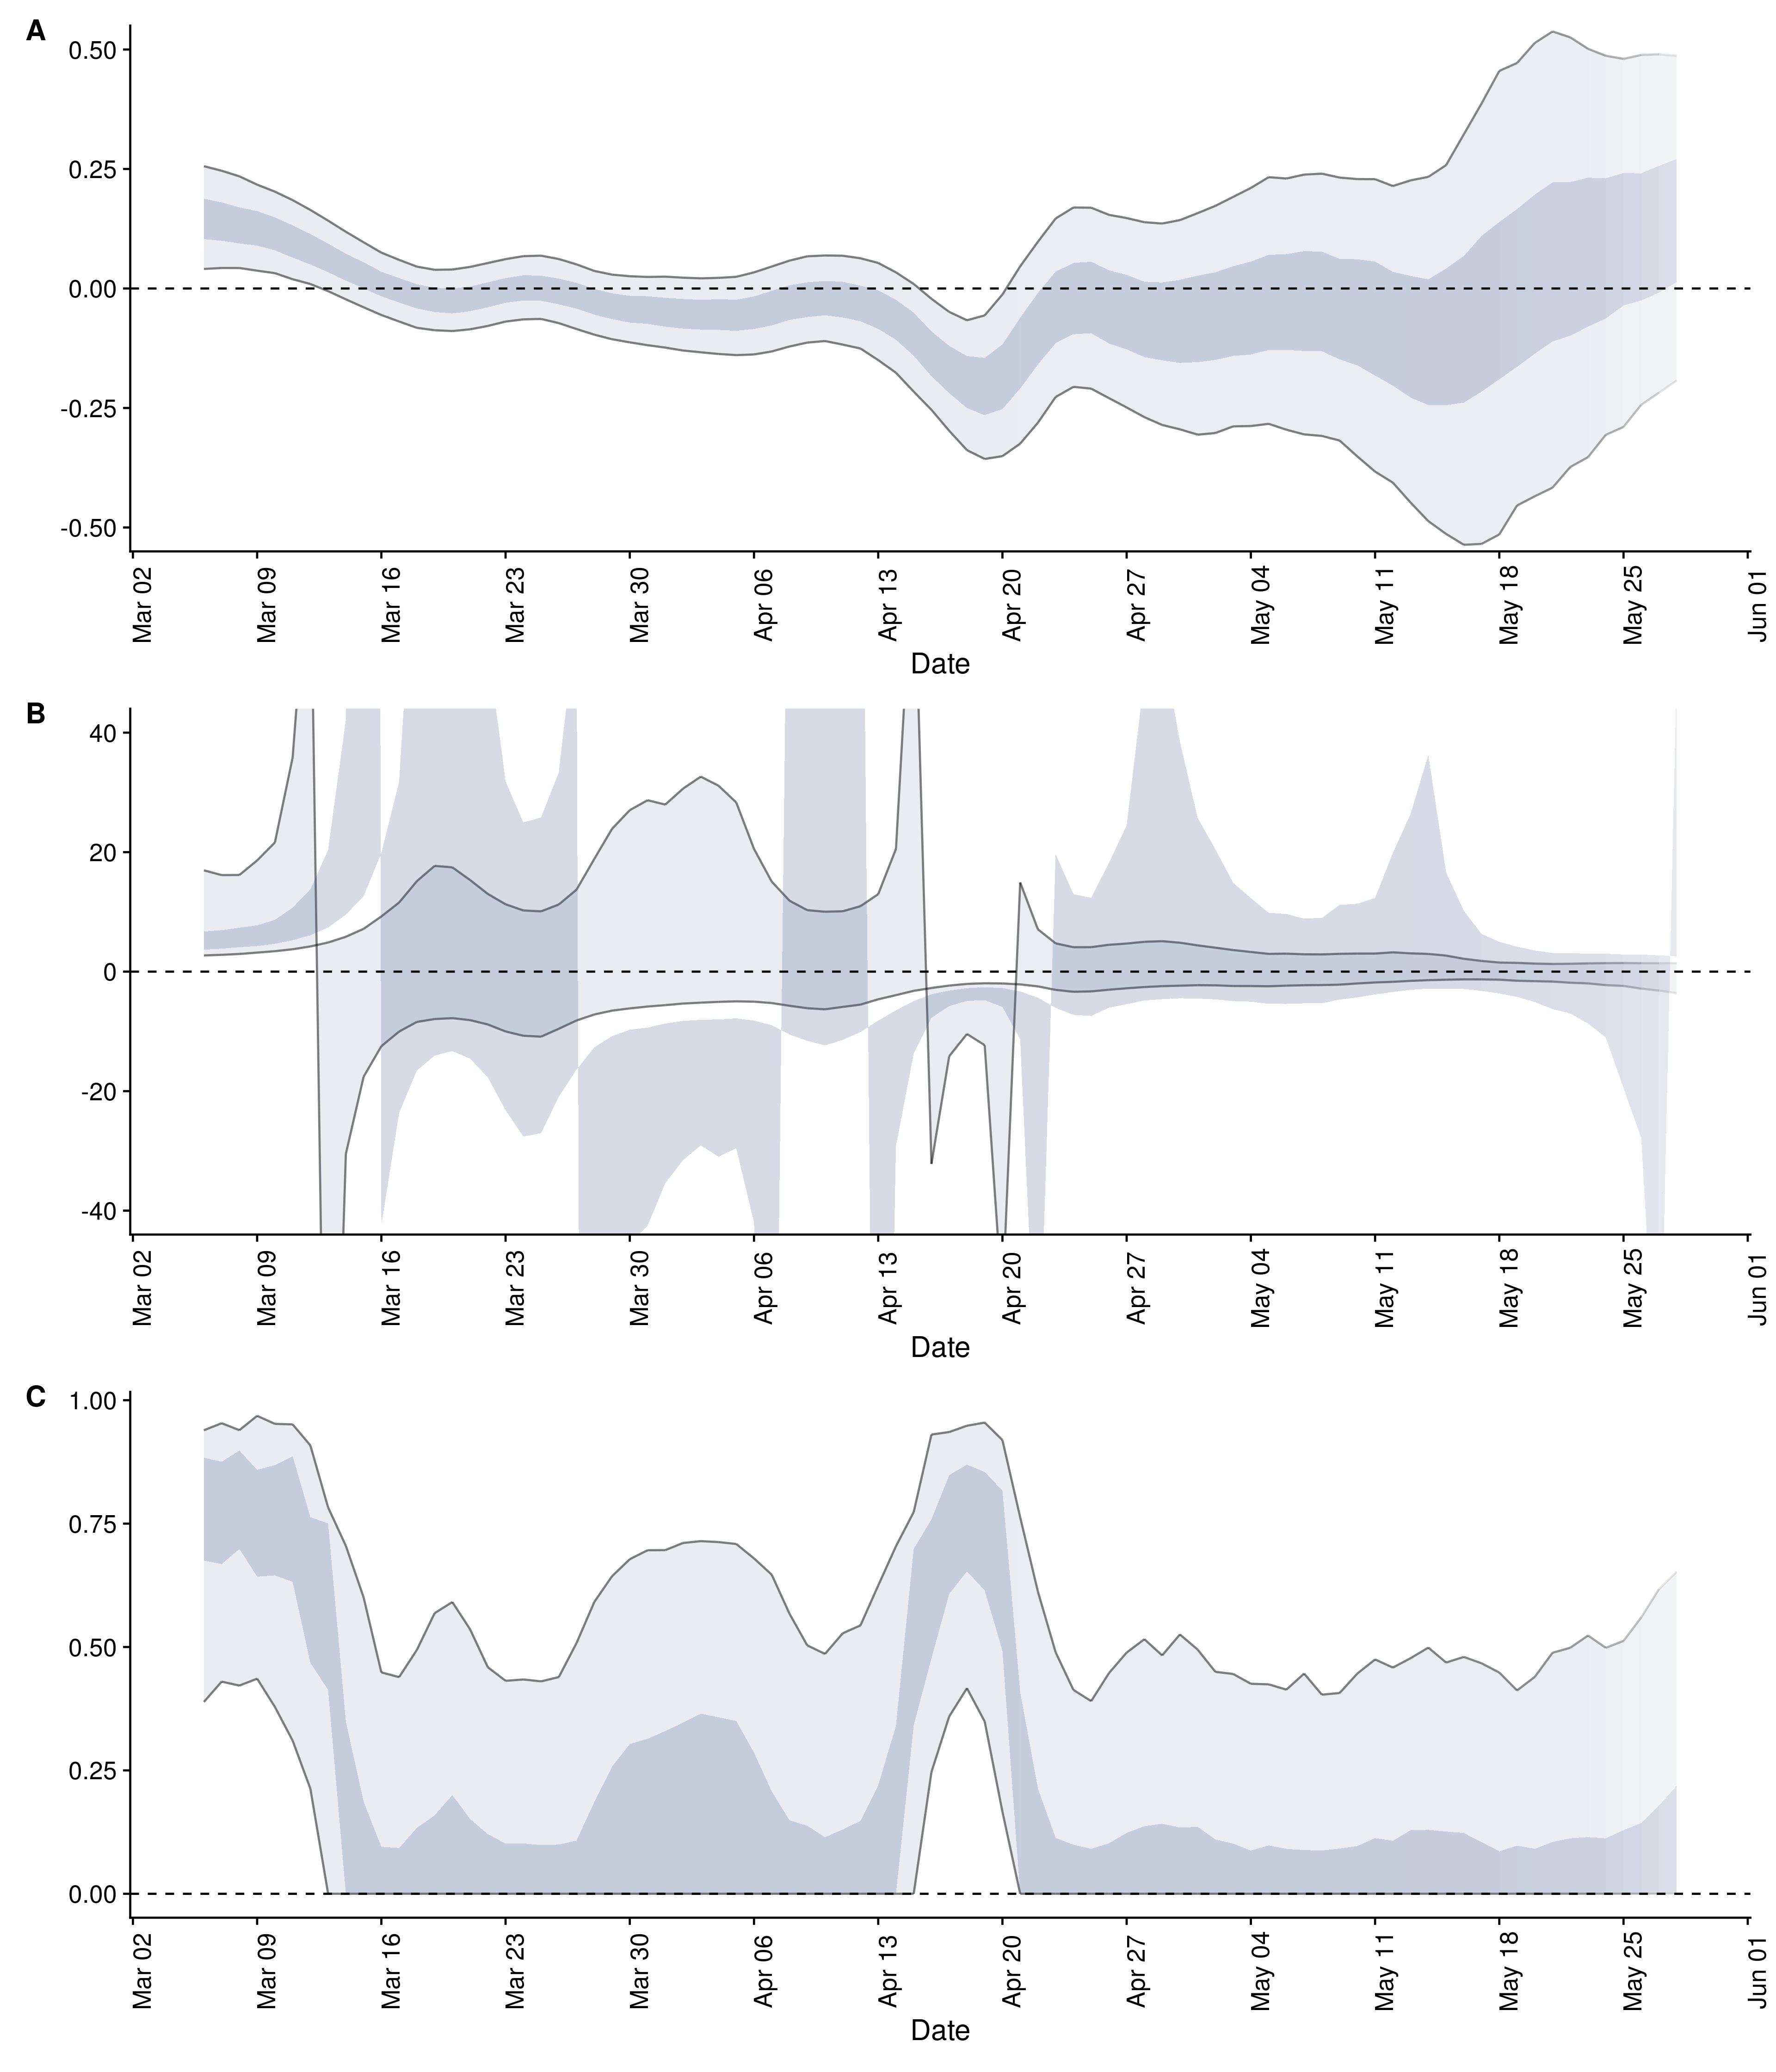 A
0.50
0.25
0.00
-0.25
-0.50
Mar 02
Mar 09
Mar 16
Mar 23
Mar 30
Apr 06
Apr 13
Apr 20
Apr 27
May 04
May 11
May 18
May 25
Jun 01
Date
B
40
20
0
-20
-40
Mar 02
Mar 09
Mar 16
Mar 23
Mar 30
Apr 06
Apr 13
Apr 20
Apr 27
May 04
May 11
May 18
May 25
Jun 01
Date
C
1.00
0.75
0.50
0.25
0.00
Mar 02
Mar 09
Mar 16
Mar 23
Mar 30
Apr 06
Apr 13
Apr 20
Apr 27
May 04
May 11
May 18
May 25
Jun 01
Date